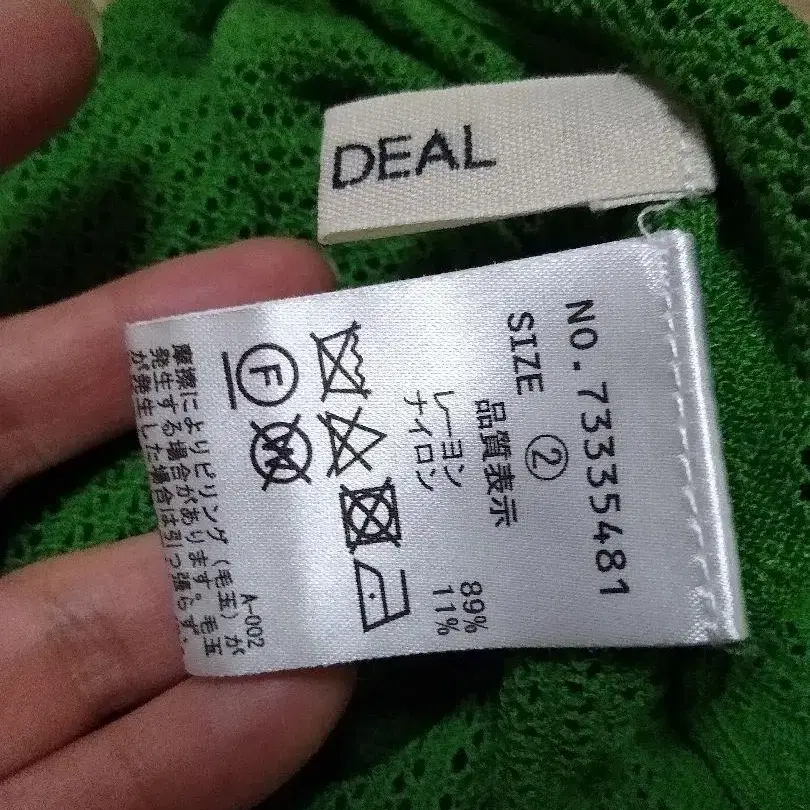 DEAL
NO.73335481
SIZE ②
品質表示
レーヨン 89%
ナイロン 11%
F
W
A-002
摩擦によりピリング(毛玉)が
発生する場合があります。毛玉
が発生した場合は引っ張らず、